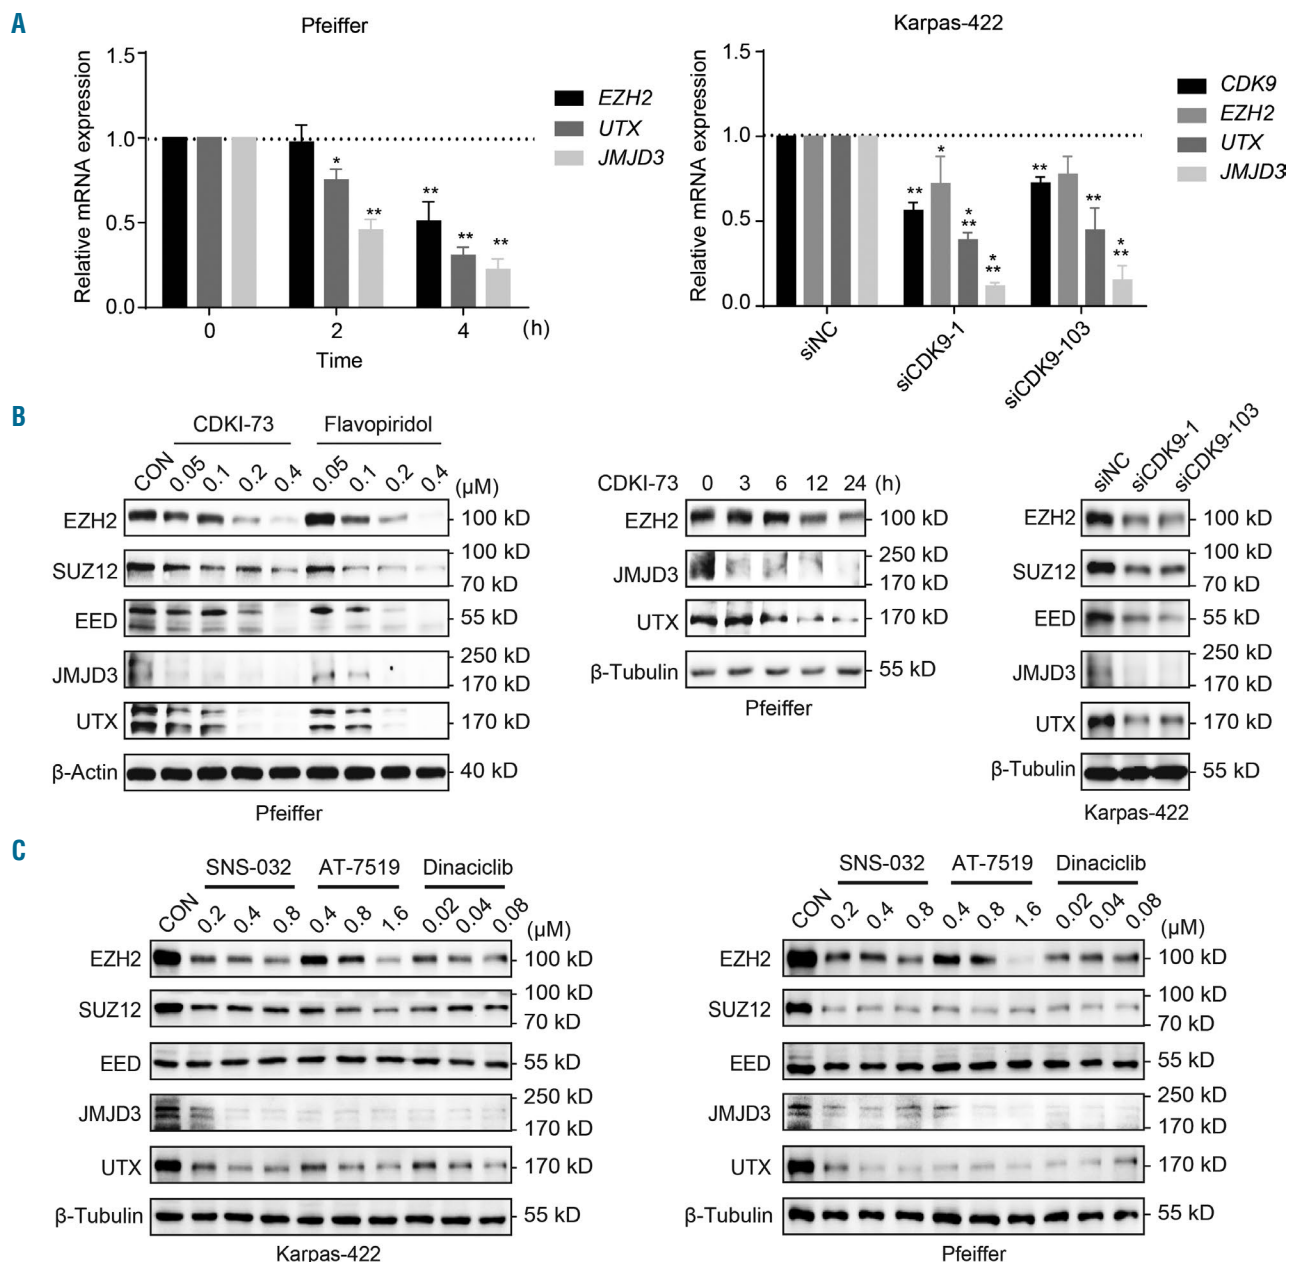 A
Pfeiffer
Relative mRNA expression
1.5
1.0
0.5
0.0
*
**
**
**
**
0 2 4 (h)
Time
EZH2
UTX
JMJD3
Karpas-422
Relative mRNA expression
1.5
1.0
0.5
0.0
**
*
*
**
*
**
**
**
*
**
siNC siCDK9-1 siCDK9-103
CDK9
EZH2
UTX
JMJD3
B
CDKI-73 Flavopiridol
CON 0.05 0.1 0.2 0.4 0.05 0.1 0.2 0.4 (µM)
EZH2 100 kD
SUZ12 100 kD
70 kD
EED 55 kD
JMJD3 250 kD
170 kD
UTX 170 kD
β-Actin 40 kD
Pfeiffer
CDKI-73 0 3 6 12 24 (h)
EZH2 100 kD
JMJD3 250 kD
170 kD
UTX 170 kD
β-Tubulin 55 kD
Pfeiffer
siNC siCDK9-1 siCDK9-103
EZH2 100 kD
SUZ12 100 kD
70 kD
EED 55 kD
JMJD3 250 kD
170 kD
UTX 170 kD
β-Tubulin 55 kD
Karpas-422
C
SNS-032 AT-7519 Dinaciclib
CON 0.2 0.4 0.8 0.4 0.8 1.6 0.02 0.04 0.08 (µM)
EZH2 100 kD
SUZ12 100 kD
70 kD
EED 55 kD
JMJD3 250 kD
170 kD
UTX 170 kD
β-Tubulin 55 kD
Karpas-422
SNS-032 AT-7519 Dinaciclib
CON 0.2 0.4 0.8 0.4 0.8 1.6 0.02 0.04 0.08 (µM)
EZH2 100 kD
SUZ12 100 kD
70 kD
EED 55 kD
JMJD3 250 kD
170 kD
UTX 170 kD
β-Tubulin 55 kD
Pfeiffer